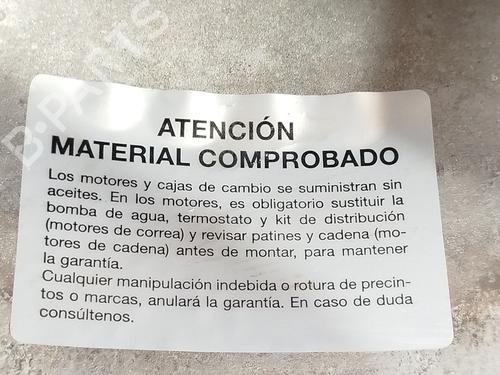 B-PARTS
ATENCIÓN
MATERIAL COMPROBADO
Los motores y cajas de cambio se suministran sin
aceites. En los motores, es obligatorio sustituir la
bomba de agua, termostato y kit de distribución
(motores de correa) y revisar patines y cadena (mo-
tores de cadena) antes de montar, para mantener
la garantía.
Cualquier manipulación indebida o rotura de precin-
tos o marcas, anulará la garantía. En caso de duda
consúltenos.